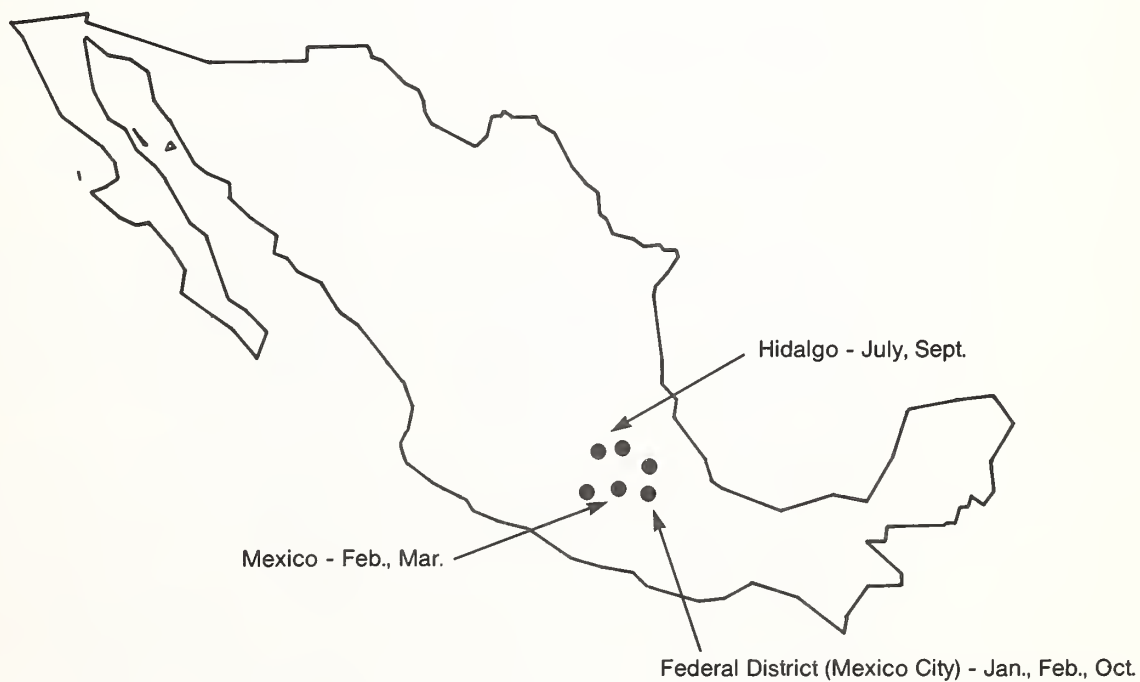 Hidalgo - July, Sept.
Mexico - Feb., Mar.
Federal District (Mexico City) - Jan., Feb., Oct.